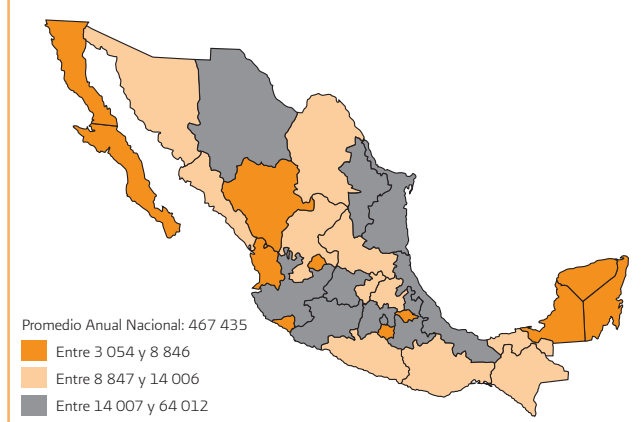 Promedio Anual Nacional: 467 435
Entre 3 054 y 8 846
Entre 8 847 y 14 006
Entre 14 007 y 64 012